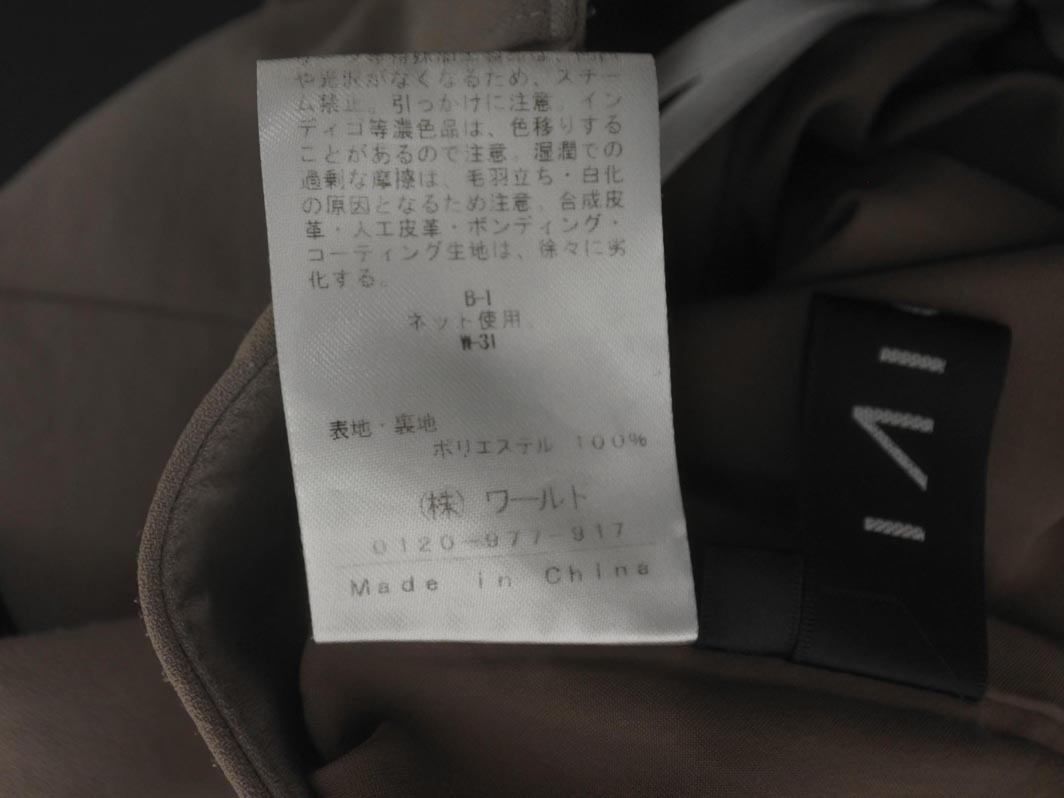 や光沢がなくなるため、スチー
ム禁止。引っかけに注意。イン
ディゴ等濃色品は、色移りする
ことがあるので注意。湿潤での
過剰な摩擦は、毛羽立ち・白化
の原因となるため注意。合成皮
革・人工皮革・ボンディング・
コーティング生地は、徐々に劣
化する。
B-1
ネット使用
W-31
表地・裏地
ポリエステル 100%
(株) ワールド
0120-977-917
Made in China